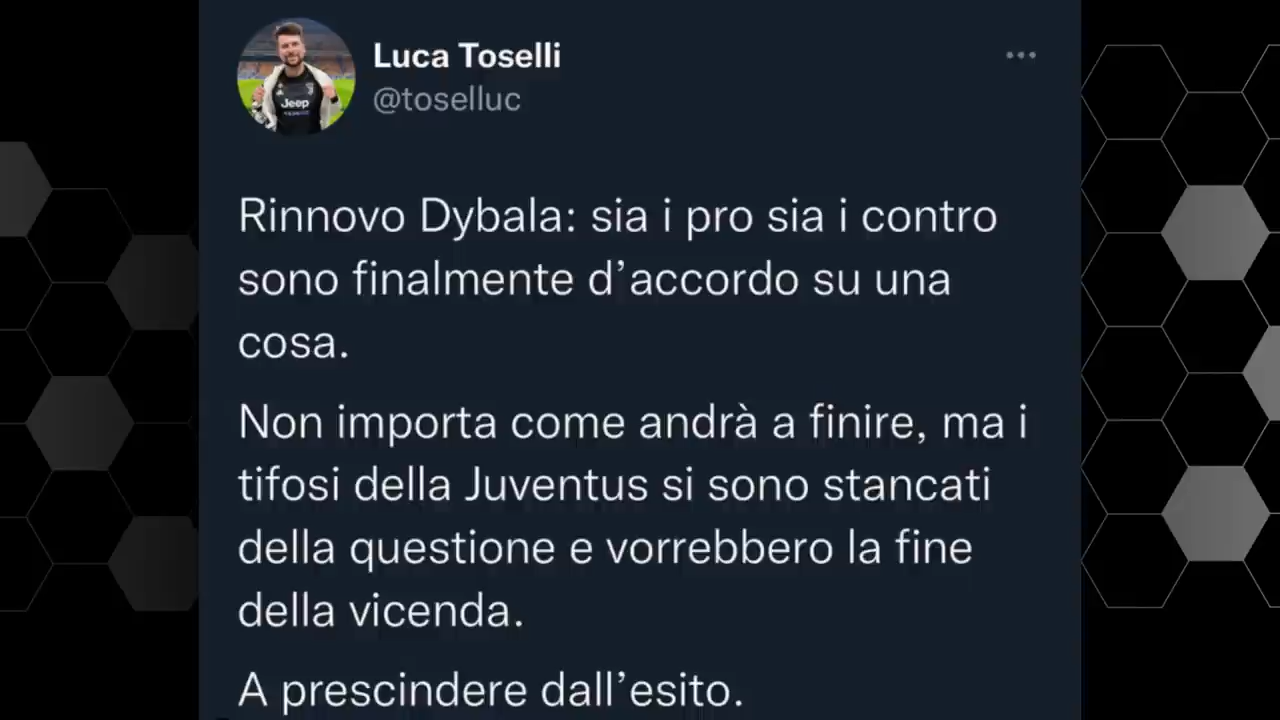 Luca Toselli
@toselluc
Jeep
Rinnovo Dybala: sia i pro sia i contro
sono finalmente d’accordo su una
cosa.
Non importa come andrà a finire, ma i
tifosi della Juventus si sono stancati
della questione e vorrebbero la fine
della vicenda.
A prescindere dall’esito.